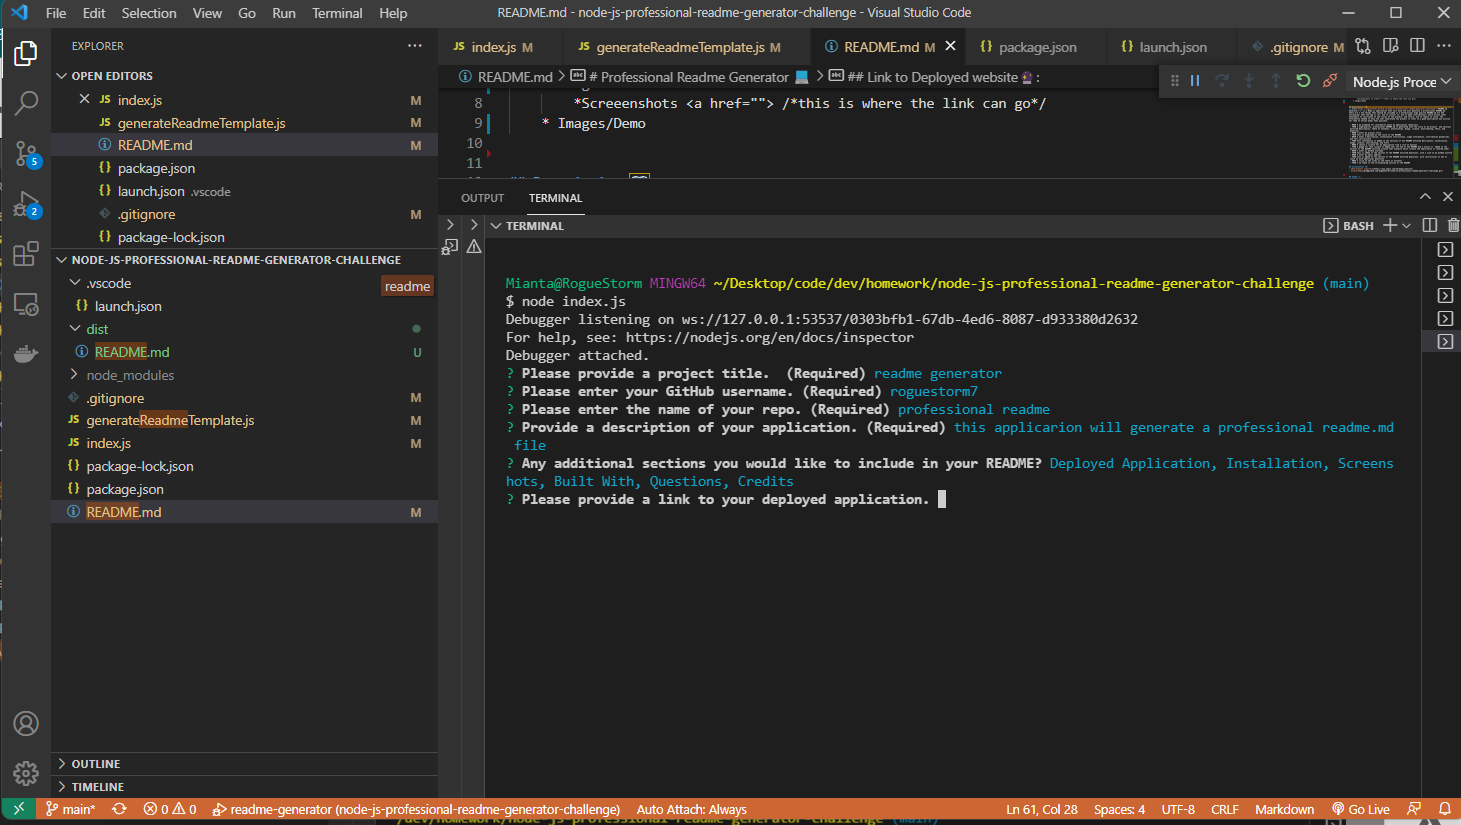 File Edit Selection View Go Run Terminal Help README.md - node-js-professional-readme-generator-challenge - Visual Studio Code
EXPLORER
OPEN EDITORS
JS index.js M
JS generateReadmeTemplate.js M
README.md M
{} package.json
{} launch.json .vscode
.gitignore M
{} package-lock.json
NODE-JS-PROFESSIONAL-README-GENERATOR-CHALLENGE
.vscode
readme
{} launch.json
dist
README.md U
node_modules
.gitignore M
JS generateReadmeTemplate.js M
JS index.js M
{} package-lock.json
{} package.json
README.md M
OUTLINE
TIMELINE
5
2
JS index.js M JS generateReadmeTemplate.js M README.md M {} package.json {} launch.json .gitignore M
README.md > # Professional Readme Generator 💻 > ## Link to Deployed website 🔮 :
Node.js Proce
8 *Screeenshots <a href=""> /*this is where the link can go*/
9 * Images/Demo
10
11
OUTPUT TERMINAL
TERMINAL BASH
Mianta@RogueStorm MINGW64 ~/Desktop/code/dev/homework/node-js-professional-readme-generator-challenge (main)
$ node index.js
Debugger listening on ws://127.0.0.1:53537/0303bfb1-67db-4ed6-8087-d933380d2632
For help, see: https://nodejs.org/en/docs/inspector
Debugger attached.
? Please provide a project title.  (Required) readme generator
? Please enter your GitHub username. (Required) roguestorm7
? Please enter the name of your repo. (Required) professional readme
? Provide a description of your application. (Required) this applicarion will generate a professional readme.md
file
? Any additional sections you would like to include in your README? Deployed Application, Installation, Screens
hots, Built With, Questions, Credits
? Please provide a link to your deployed application.
main* 0 0 readme-generator (node-js-professional-readme-generator-challenge) Auto Attach: Always Ln 61, Col 28 Spaces: 4 UTF-8 CRLF Markdown Go Live